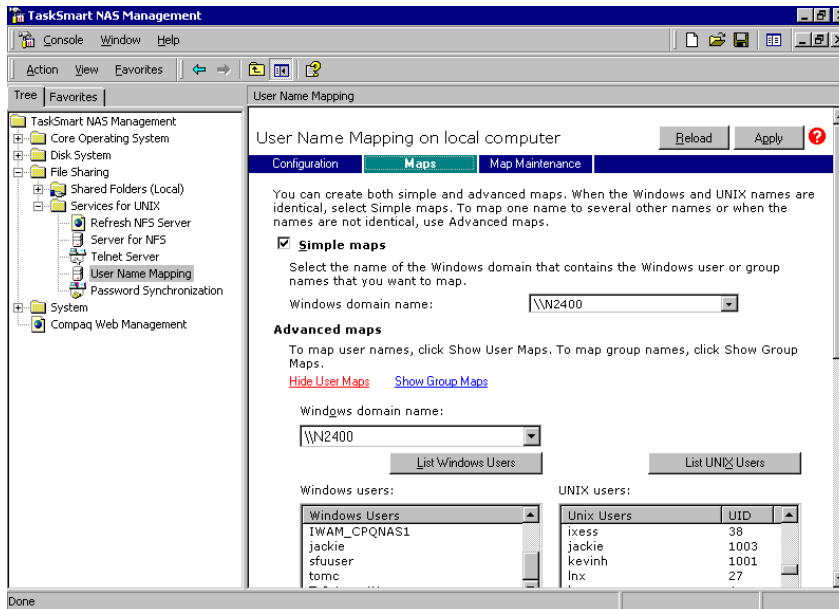 TaskSmart NAS Management
Console Window Help
Action View Favorites
Tree Favorites
User Name Mapping
TaskSmart NAS Management
Core Operating System
Disk System
File Sharing
Shared Folders (Local)
Services for UNIX
Refresh NFS Server
Server for NFS
Telnet Server
User Name Mapping
Password Synchronization
System
Compaq Web Management
User Name Mapping on local computer
Reload Apply
Configuration Maps Map Maintenance
You can create both simple and advanced maps. When the Windows and UNIX names are
identical, select Simple maps. To map one name to several other names or when the
names are not identical, use Advanced maps.
Simple maps
Select the name of the Windows domain that contains the Windows user or group
names that you want to map.
Windows domain name: \\N2400
Advanced maps
To map user names, click Show User Maps. To map group names, click Show Group
Maps.
Hide User Maps Show Group Maps
Windows domain name:
\\N2400
List Windows Users List UNIX Users
Windows users: UNIX users:
Windows Users Unix Users UID
IWAM_CPQNAS1 ixess 38
jackie jackie 1003
sfuuser kevinh 1001
tomc lnx 27
Done